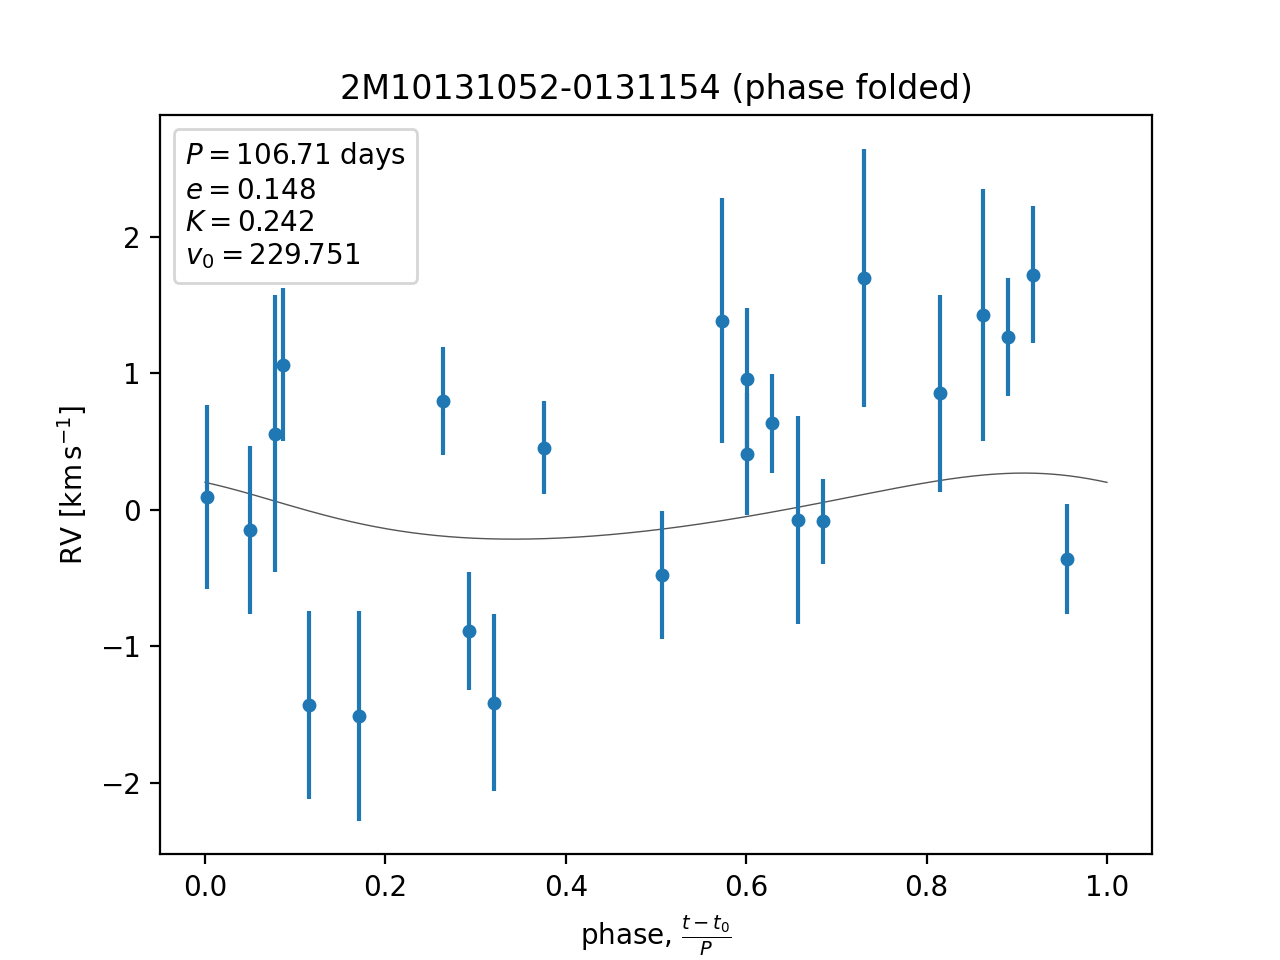 2M10131052-0131154 (phase folded)
P = 106.71 days
e = 0.148
K = 0.242
v₀ = 229.751
2
1
0
−1
−2
RV [km s⁻¹]
0.0 0.2 0.4 0.6 0.8 1.0
phase, (t − t₀)/P